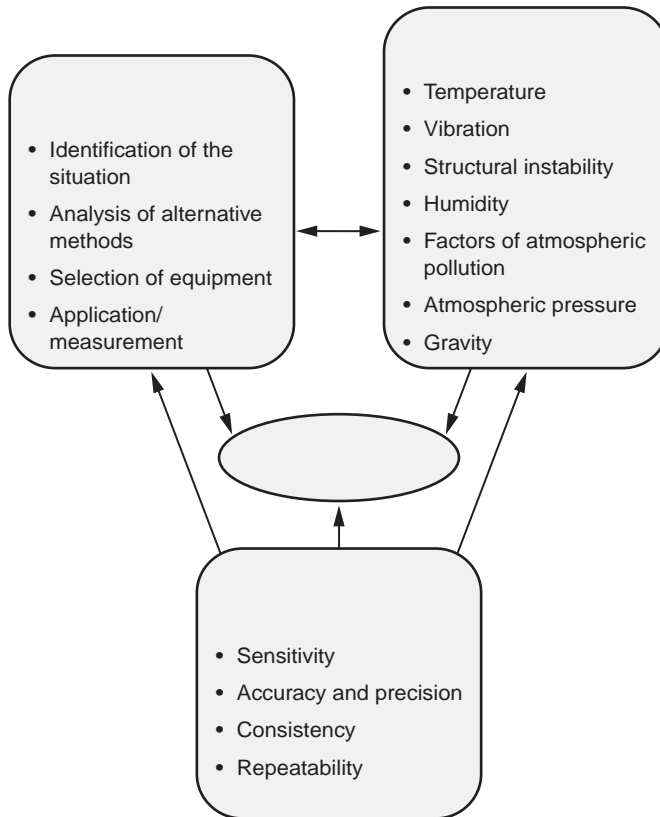 • Identification of the
situation
• Analysis of alternative
methods
• Selection of equipment
• Application/
measurement
• Temperature
• Vibration
• Structural instability
• Humidity
• Factors of atmospheric
pollution
• Atmospheric pressure
• Gravity
• Sensitivity
• Accuracy and precision
• Consistency
• Repeatability